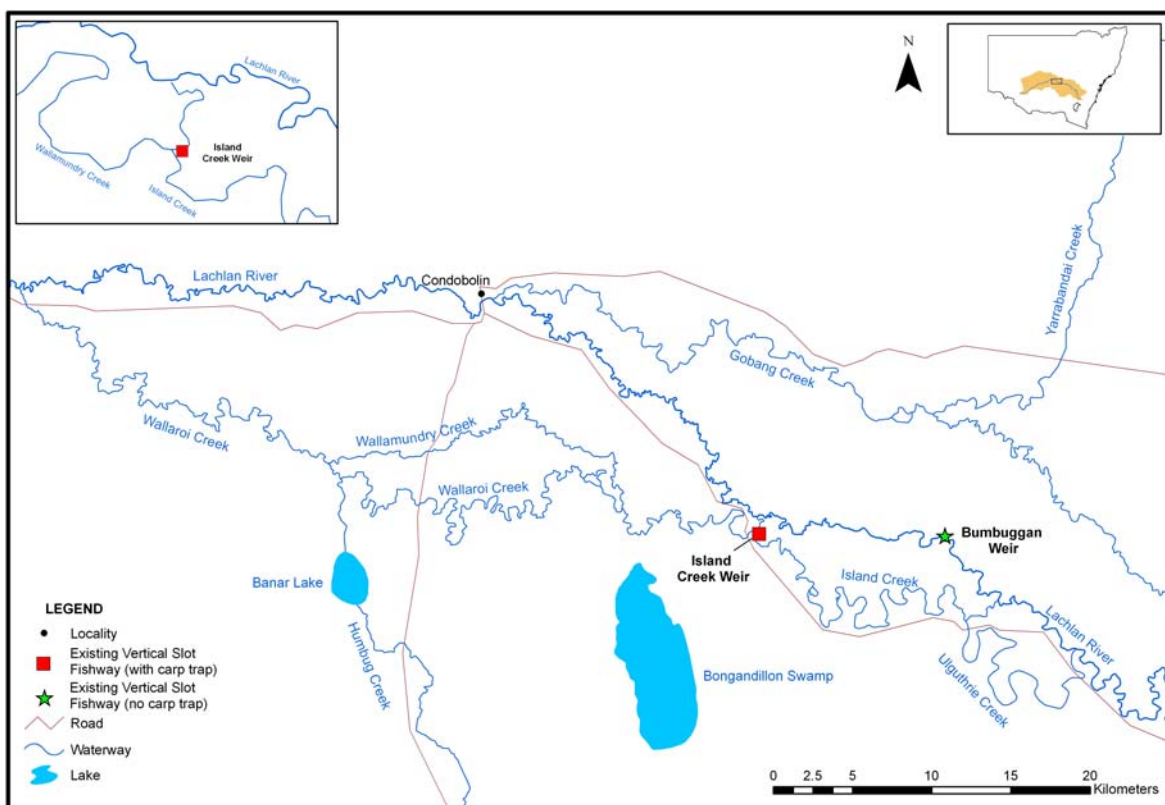 Lachlan
River
Wallamundry
Creek
Island
Creek Weir
Island
Creek
N
Yarrabandai Creek
Lachlan River
Condobolin
Gobang Creek
Wallaroi Creek
Wallamundry Creek
Wallaroi Creek
Bumbuggan
Weir
Island
Creek Weir
Island Creek
Banar Lake
Lachlan River
Humbug Creek
Bongandillon Swamp
Ulguthrie Creek
LEGEND
Locality
Existing Vertical Slot
Fishway (with carp trap)
Existing Vertical Slot
Fishway (no carp trap)
Road
Waterway
Lake
0 2.5 5 10 15 20
Kilometers